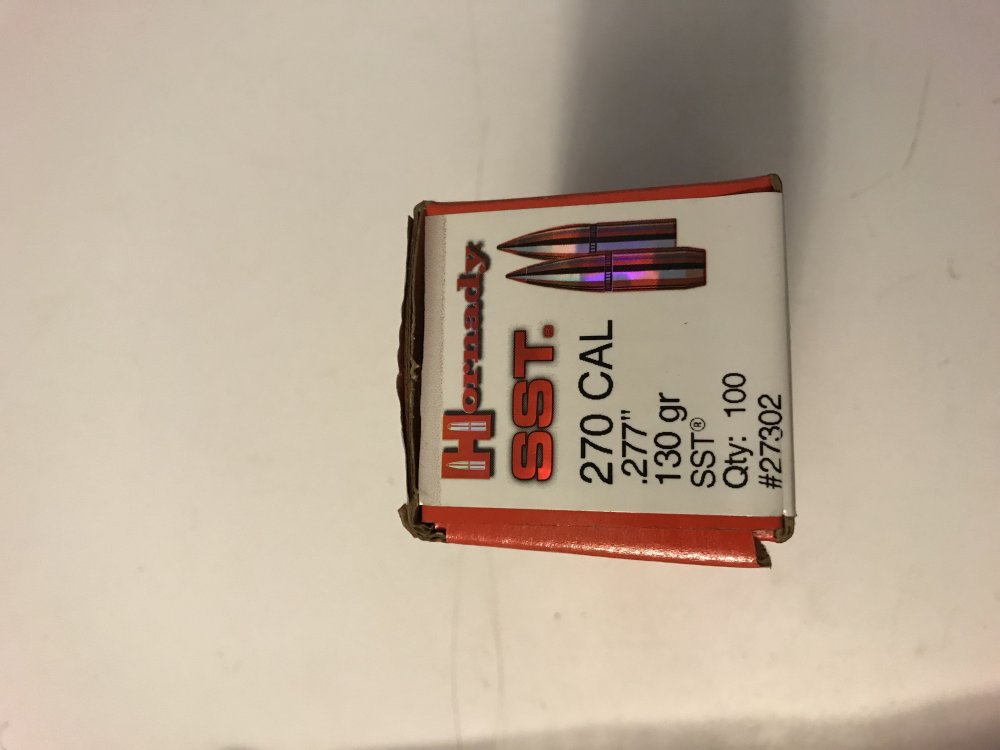 Hornady
SST.
270 CAL
.277"
130 gr
SST®
Qty: 100
#27302